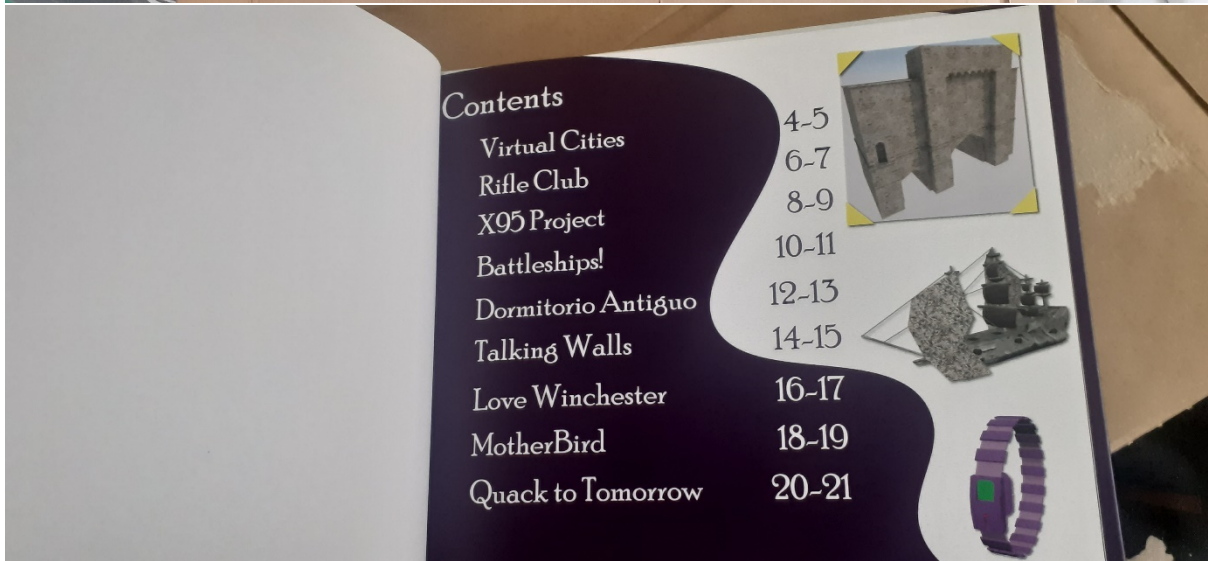 Contents
Virtual Cities 4-5
Rifle Club 6-7
X95 Project 8-9
Battleships! 10-11
Dormitorio Antiguo 12-13
Talking Walls 14-15
Love Winchester 16-17
MotherBird 18-19
Quack to Tomorrow 20-21